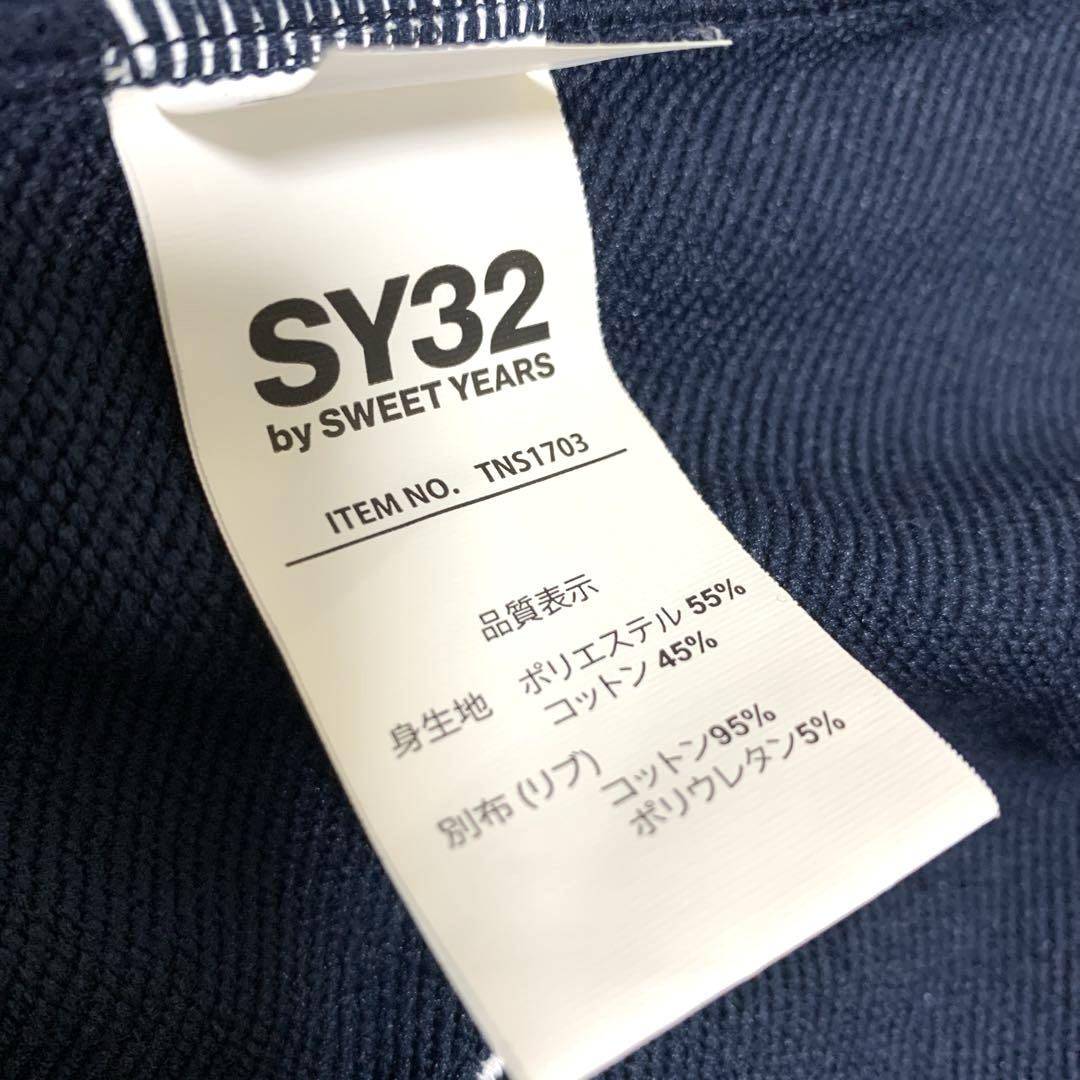 SY32
by SWEET YEARS
ITEM NO. TNS1703
品質表示
身生地 ポリエステル 55%
コットン 45%
別布(リブ) コットン95%
ポリウレタン5%